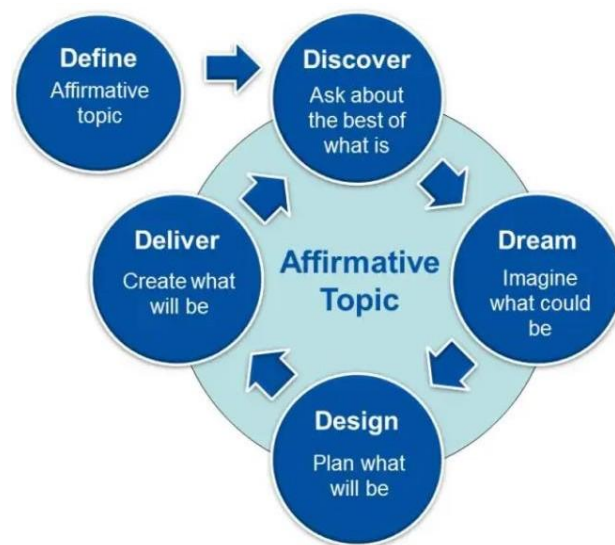 Define
Affirmative
topic
Discover
Ask about
the best of
what is
Dream
Imagine
what could
be
Design
Plan what
will be
Deliver
Create what
will be
Affirmative
Topic